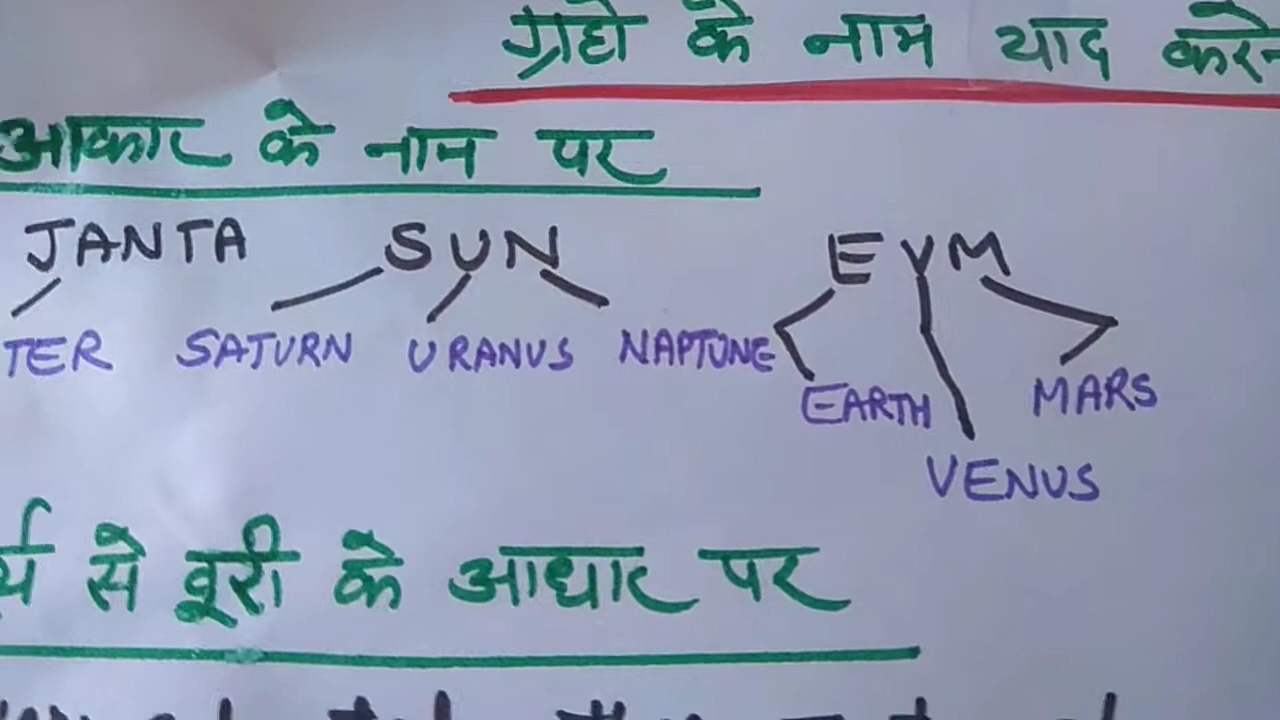 ग्रहो के नाम याद करन
आकार के नाम पर
JANTA SUN EVM
TER SATURN URANUS NAPTUNE
EARTH MARS
VENUS
र्य से दूरी के आधार पर